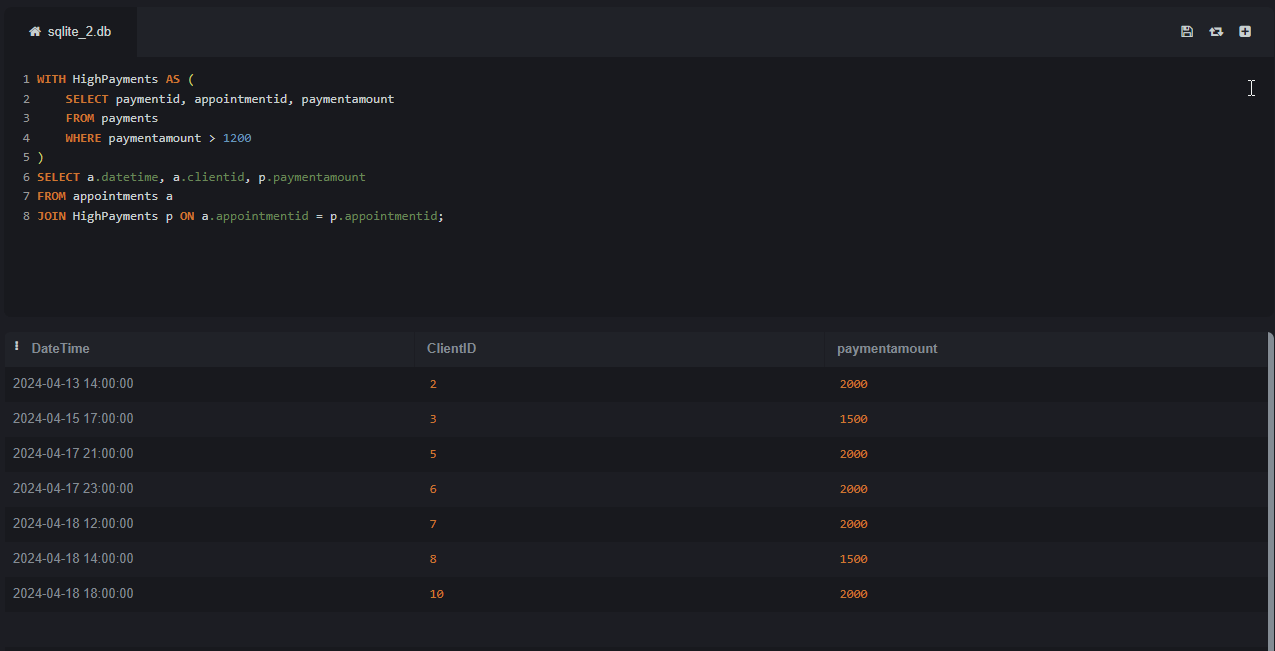 sqlite_2.db
1 WITH HighPayments AS (
2     SELECT paymentid, appointmentid, paymentamount
3     FROM payments
4     WHERE paymentamount > 1200
5 )
6 SELECT a.datetime, a.clientid, p.paymentamount
7 FROM appointments a
8 JOIN HighPayments p ON a.appointmentid = p.appointmentid;
DateTime ClientID paymentamount
2024-04-13 14:00:00 2 2000
2024-04-15 17:00:00 3 1500
2024-04-17 21:00:00 5 2000
2024-04-17 23:00:00 6 2000
2024-04-18 12:00:00 7 2000
2024-04-18 14:00:00 8 1500
2024-04-18 18:00:00 10 2000